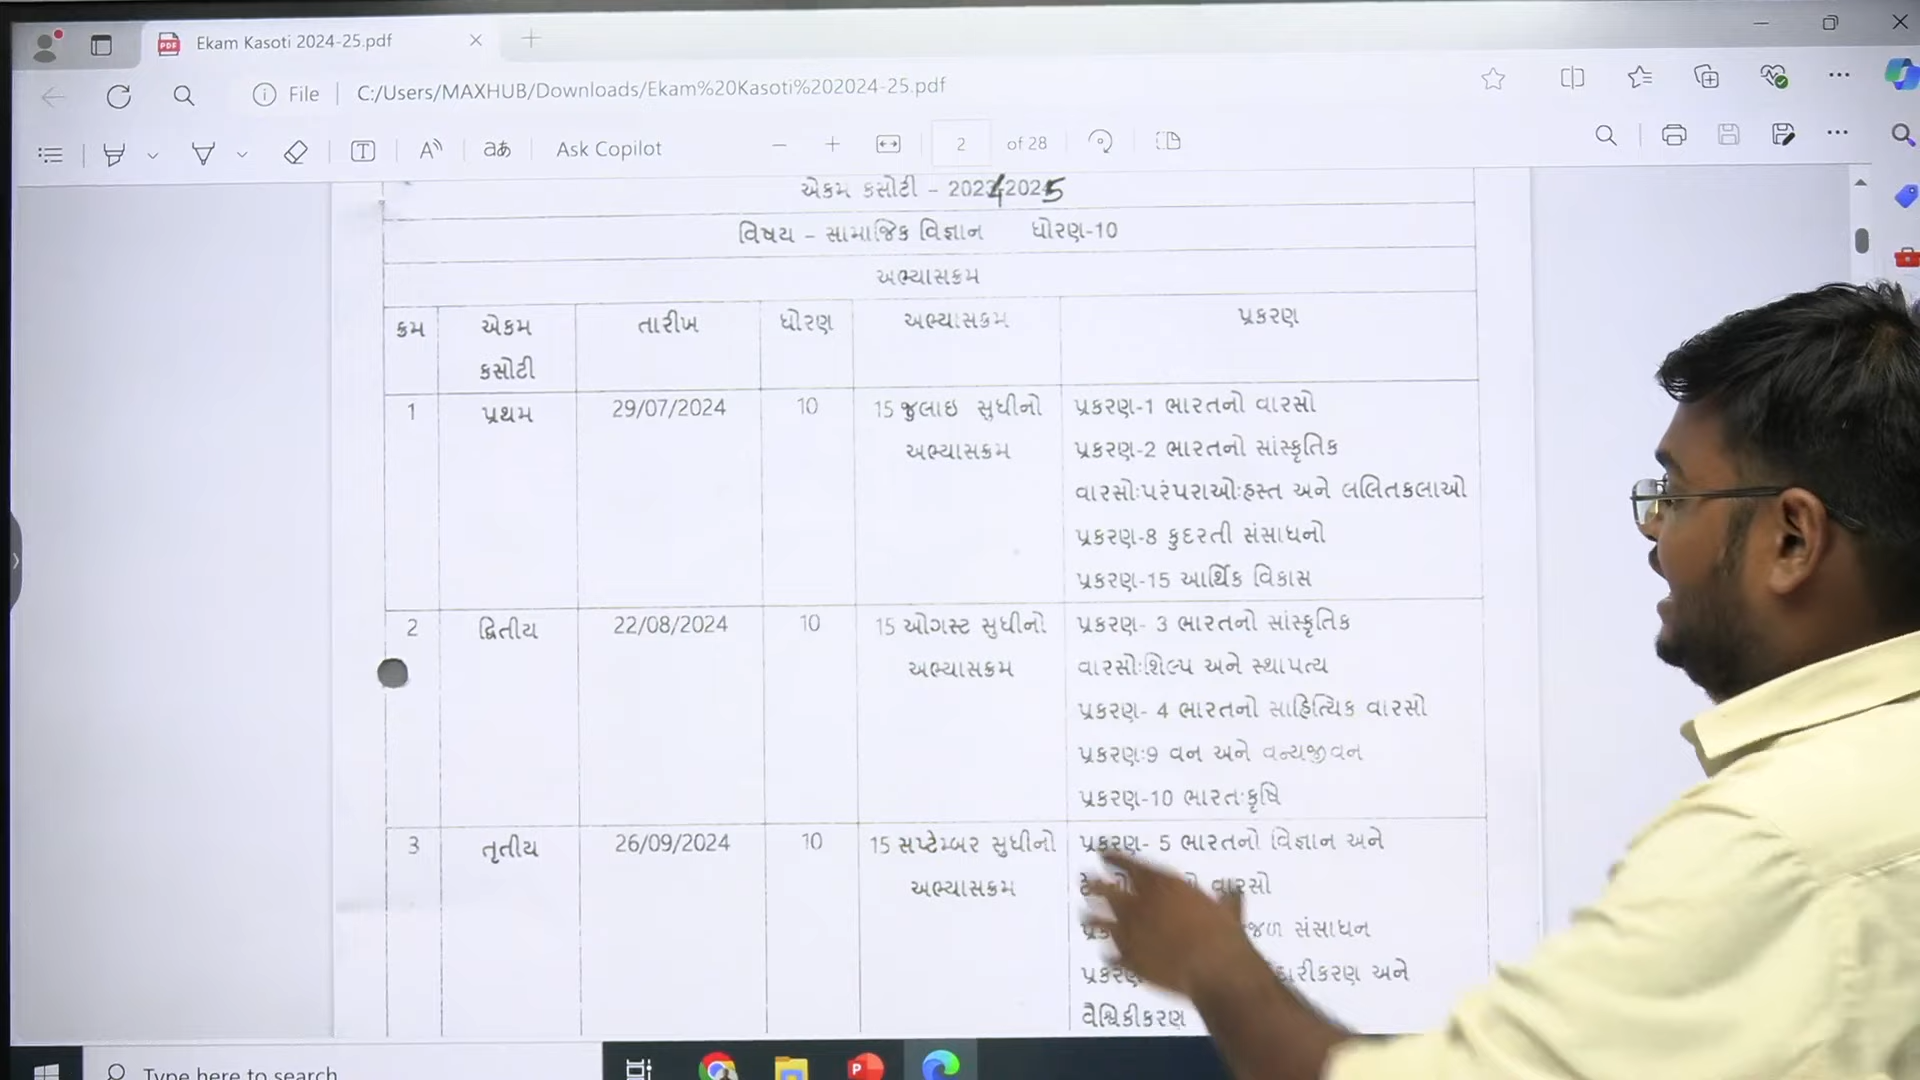 Ekam Kasoti 2024-25.pdf
File
C:/Users/MAXHUB/Downloads/Ekam%20Kasoti%202024-25.pdf
Ask Copilot
2 of 28
એકમ કસોટી – 20242025
વિષય – સામાજિક વિજ્ઞાન ધોરણ-10
અભ્યાસક્રમ
ક્રમ એકમ કસોટી તારીખ ધોરણ અભ્યાસક્રમ પ્રકરણ
1 પ્રથમ 29/07/2024 10 15 જુલાઇ સુધીનો પ્રકરણ-1 ભારતનો વારસો
અભ્યાસક્રમ પ્રકરણ-2 ભારતનો સાંસ્કૃતિક
વારસોઃપરંપરાઓઃહસ્ત અને લલિતકલાઓ
પ્રકરણ-8 કુદરતી સંસાધનો
પ્રકરણ-15 આર્થિક વિકાસ
2 દ્વિતીય 22/08/2024 10 15 ઓગસ્ટ સુધીનો પ્રકરણ- 3 ભારતનો સાંસ્કૃતિક
અભ્યાસક્રમ વારસોઃશિલ્પ અને સ્થાપત્ય
પ્રકરણ- 4 ભારતનો સાહિત્યિક વારસો
પ્રકરણઃ9 વન અને વન્યજીવન
પ્રકરણ-10 ભારતઃકૃષિ
3 તૃતીય 26/09/2024 10 15 સપ્ટેમ્બર સુધીનો પ્રકરણ- 5 ભારતનો વિજ્ઞાન અને
અભ્યાસક્રમ વારસો
જળ સંસાધન
અને
વૈશ્વિકીકરણ
Type here to search